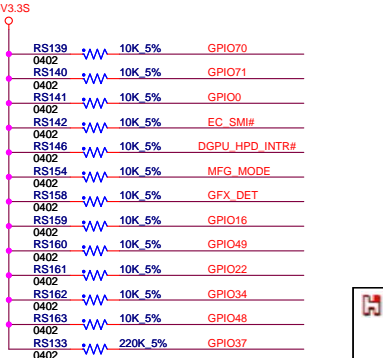 V3.3S
RS139 10K_5% GPIO70
0402
RS140 10K_5% GPIO71
0402
RS141 10K_5% GPIO0
0402
RS142 10K_5% EC_SMI#
0402
RS146 10K_5% DGPU_HPD_INTR#
0402
RS154 10K_5% MFG_MODE
0402
RS158 10K_5% GFX_DET
0402
RS159 10K_5% GPIO16
0402
RS160 10K_5% GPIO49
0402
RS161 10K_5% GPIO22
0402
RS162 10K_5% GPIO34
0402
RS163 10K_5% GPIO48
0402
RS133 220K_5% GPIO37
0402